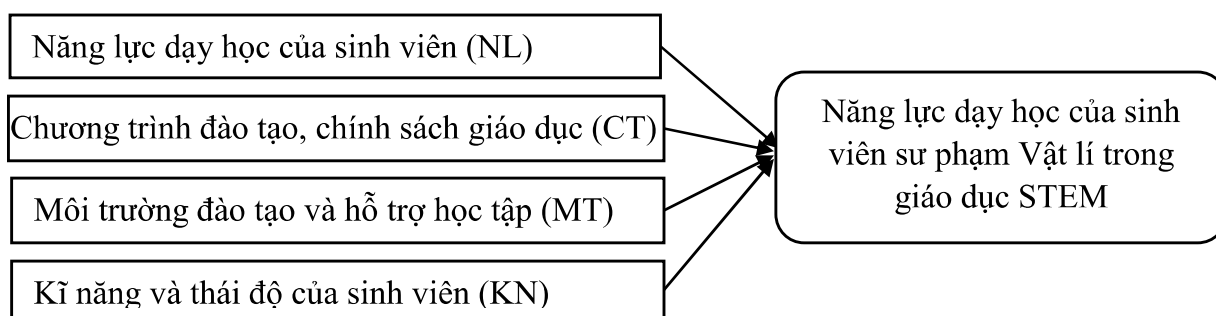 Năng lực dạy học của sinh viên (NL)
Chương trình đào tạo, chính sách giáo dục (CT)
Môi trường đào tạo và hỗ trợ học tập (MT)
Kĩ năng và thái độ của sinh viên (KN)
Năng lực dạy học của sinh
viên sư phạm Vật lí trong
giáo dục STEM